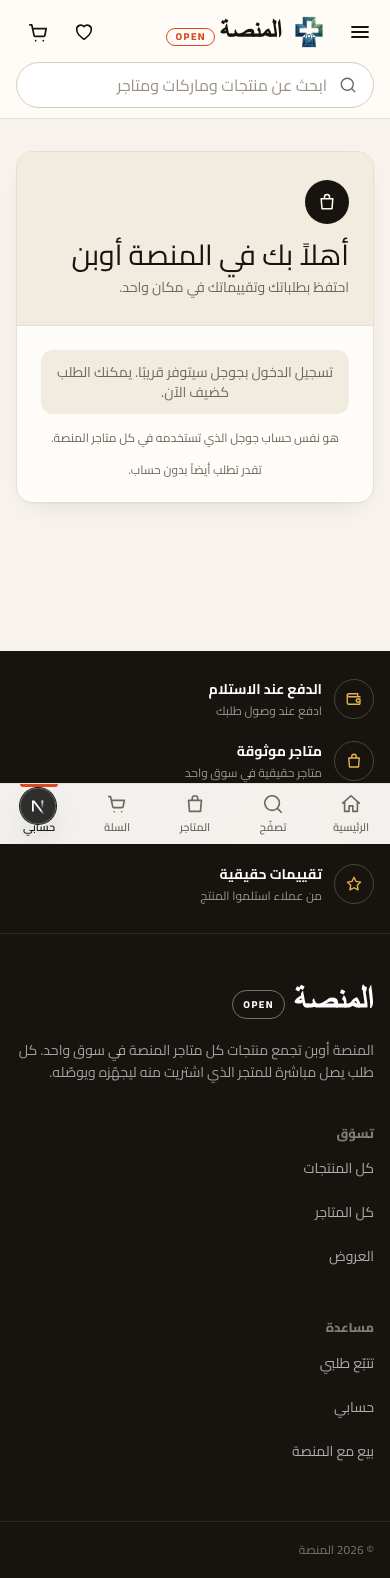 المنصة OPEN
ابحث عن منتجات وماركات ومتاجر
أهلاً بك في المنصة أوبن
احتفظ بطلباتك وتقييماتك في مكان واحد.
تسجيل الدخول بجوجل سيتوفر قريبًا. يمكنك الطلب
كضيف الآن.
هو نفس حساب جوجل الذي تستخدمه في كل متاجر المنصة.
تقدر تطلب أيضاً بدون حساب.
الدفع عند الاستلام
ادفع عند وصول طلبك
متاجر موثوقة
متاجر حقيقية في سوق واحد
الرئيسية
تصفّح
المتاجر
السلة
حسابي
N
تقييمات حقيقية
من عملاء استلموا المنتج
المنصة OPEN
المنصة أوبن تجمع منتجات كل متاجر المنصة في سوق واحد. كل
طلب يصل مباشرة للمتجر الذي اشتريت منه ليجهّزه ويوصّله.
تسوّق
كل المنتجات
كل المتاجر
العروض
مساعدة
تتبّع طلبي
حسابي
بيع مع المنصة
© 2026 المنصة